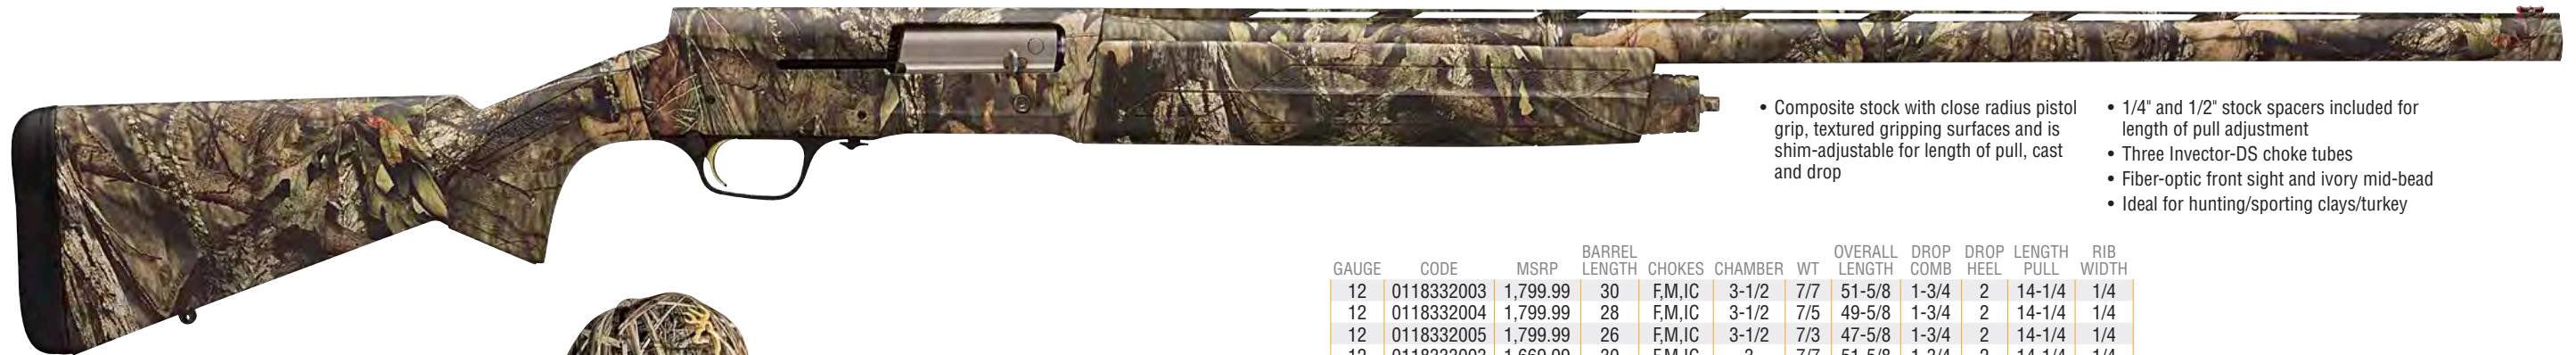 • Composite stock with close radius pistol
grip, textured gripping surfaces and is
shim-adjustable for length of pull, cast
and drop
• 1/4" and 1/2" stock spacers included for
length of pull adjustment
• Three Invector-DS choke tubes
• Fiber-optic front sight and ivory mid-bead
• Ideal for hunting/sporting clays/turkey
GAUGE CODE MSRP BARREL LENGTH CHOKES CHAMBER WT OVERALL LENGTH DROP COMB DROP HEEL LENGTH PULL RIB WIDTH
12 0118332003 1,799.99 30 F,M,IC 3-1/2 7/7 51-5/8 1-3/4 2 14-1/4 1/4
12 0118332004 1,799.99 28 F,M,IC 3-1/2 7/5 49-5/8 1-3/4 2 14-1/4 1/4
12 0118332005 1,799.99 26 F,M,IC 3-1/2 7/3 47-5/8 1-3/4 2 14-1/4 1/4